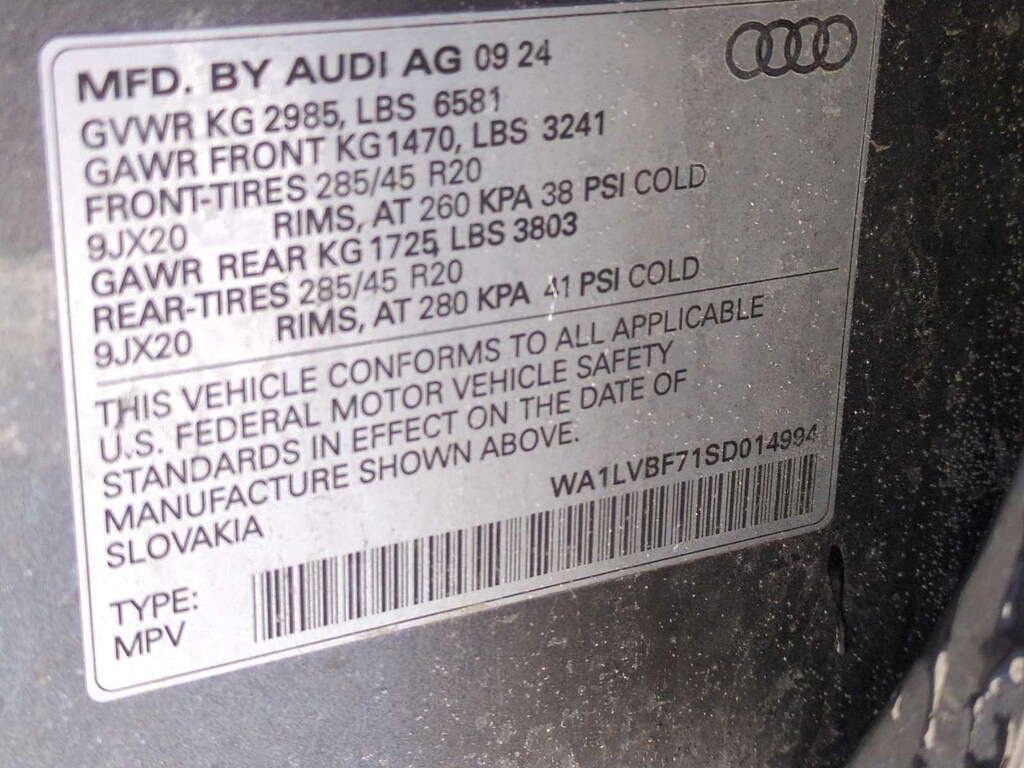 MFD. BY AUDI AG 09 24
GVWR KG 2985, LBS 6581
GAWR FRONT KG1470, LBS 3241
FRONT-TIRES 285/45 R20
9JX20 RIMS, AT 260 KPA 38 PSI COLD
GAWR REAR KG 1725, LBS 3803
REAR-TIRES 285/45 R20
9JX20 RIMS, AT 280 KPA 41 PSI COLD
THIS VEHICLE CONFORMS TO ALL APPLICABLE
U.S. FEDERAL MOTOR VEHICLE SAFETY
STANDARDS IN EFFECT ON THE DATE OF
MANUFACTURE SHOWN ABOVE.
SLOVAKIA WA1LVBF71SD014994
TYPE:
MPV